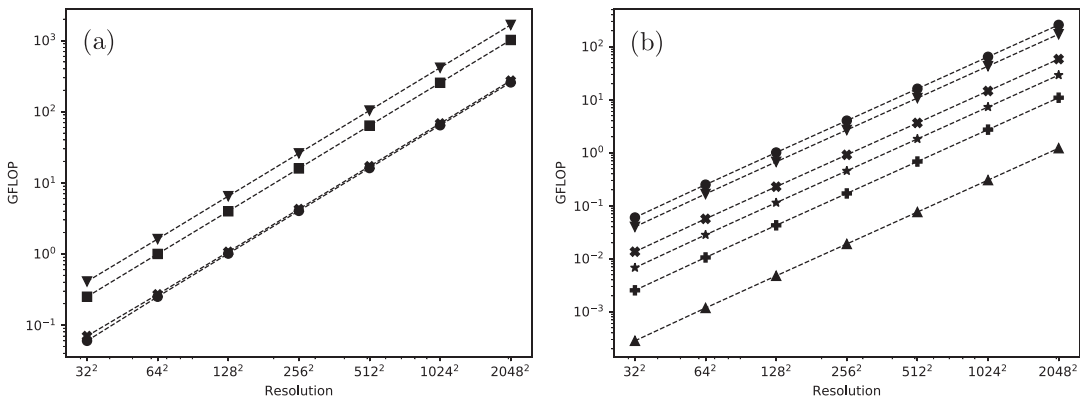 (a)
GFLOP
10³
10²
10¹
10⁰
10⁻¹
32² 64² 128² 256² 512² 1024² 2048²
Resolution
(b)
GFLOP
10²
10¹
10⁰
10⁻¹
10⁻²
10⁻³
32² 64² 128² 256² 512² 1024² 2048²
Resolution